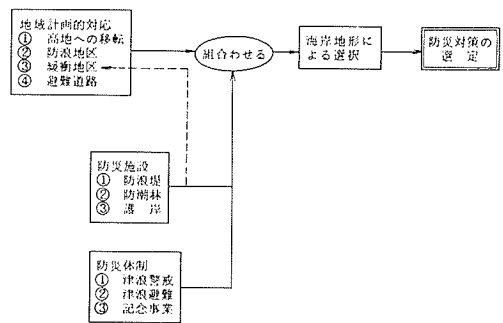 地域計画的対応
① 高地への移転
② 防浪地区
③ 緩衝地区
④ 避難道路
組合わせる
海岸地形に
よる選択
防災対策の
選 定
防災施設
① 防浪堤
② 防潮林
③ 護 岸
防災体制
① 津浪警戒
② 津浪避難
③ 記念事業